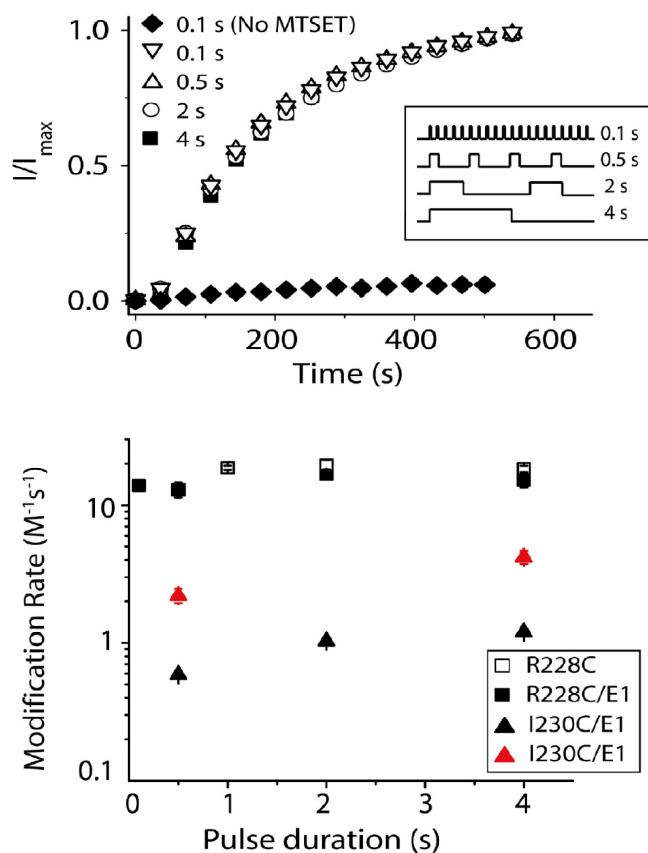 1.0
0.5
0.0
I/Imax
0.1 s (No MTSET)
0.1 s
0.5 s
2 s
4 s
0.1 s
0.5 s
2 s
4 s
0 200 400 600
Time (s)
10
1
0.1
Modification Rate (M⁻¹s⁻¹)
R228C
R228C/E1
I230C/E1
I230C/E1
0 1 2 3 4
Pulse duration (s)